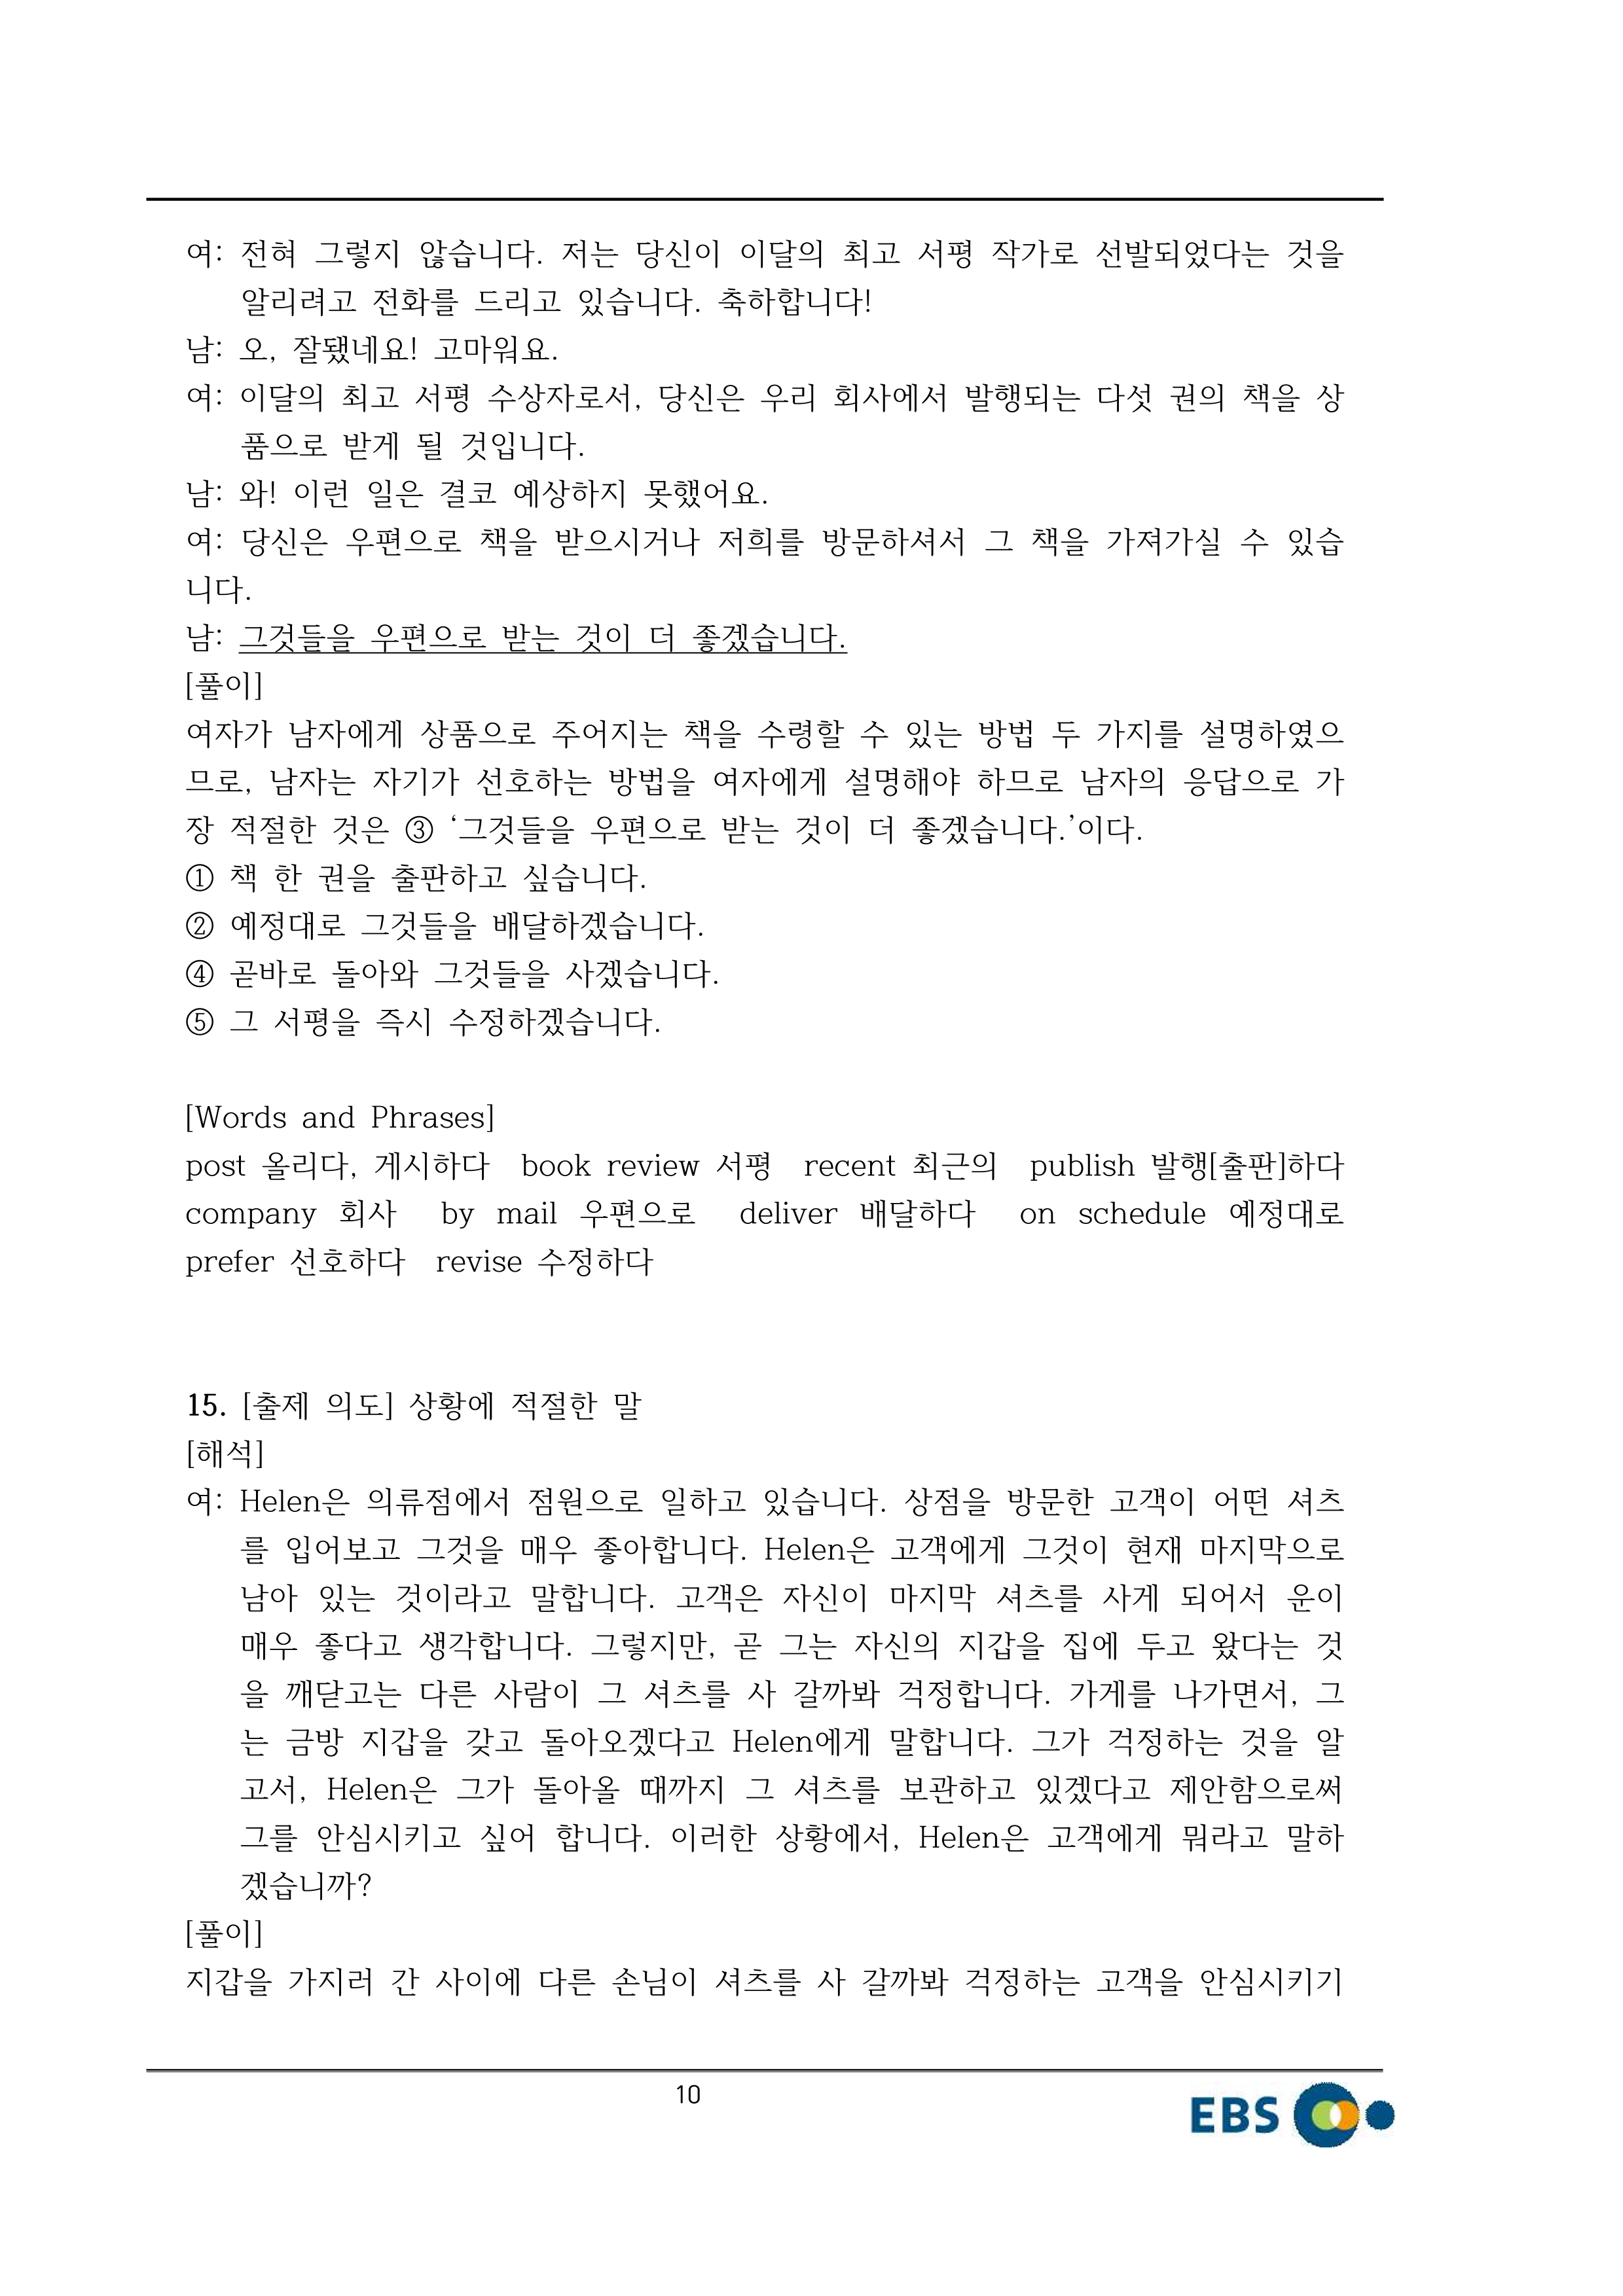 여: 전혀 그렇지 않습니다. 저는 당신이 이달의 최고 서평 작가로 선발되었다는 것을
알리려고 전화를 드리고 있습니다. 축하합니다!
남: 오, 잘됐네요! 고마워요.
여: 이달의 최고 서평 수상자로서, 당신은 우리 회사에서 발행되는 다섯 권의 책을 상
품으로 받게 될 것입니다.
남: 와! 이런 일은 결코 예상하지 못했어요.
여: 당신은 우편으로 책을 받으시거나 저희를 방문하셔서 그 책을 가져가실 수 있습
니다.
남: 그것들을 우편으로 받는 것이 더 좋겠습니다.
[풀이]
여자가 남자에게 상품으로 주어지는 책을 수령할 수 있는 방법 두 가지를 설명하였으
므로, 남자는 자기가 선호하는 방법을 여자에게 설명해야 하므로 남자의 응답으로 가
장 적절한 것은 ③ ‘그것들을 우편으로 받는 것이 더 좋겠습니다.’이다.
① 책 한 권을 출판하고 싶습니다.
② 예정대로 그것들을 배달하겠습니다.
④ 곧바로 돌아와 그것들을 사겠습니다.
⑤ 그 서평을 즉시 수정하겠습니다.
[Words and Phrases]
post 올리다, 게시하다 book review 서평 recent 최근의 publish 발행[출판]하다
company 회사 by mail 우편으로 deliver 배달하다 on schedule 예정대로
prefer 선호하다 revise 수정하다
15. [출제 의도] 상황에 적절한 말
[해석]
여: Helen은 의류점에서 점원으로 일하고 있습니다. 상점을 방문한 고객이 어떤 셔츠
를 입어보고 그것을 매우 좋아합니다. Helen은 고객에게 그것이 현재 마지막으로
남아 있는 것이라고 말합니다. 고객은 자신이 마지막 셔츠를 사게 되어서 운이
매우 좋다고 생각합니다. 그렇지만, 곧 그는 자신의 지갑을 집에 두고 왔다는 것
을 깨닫고는 다른 사람이 그 셔츠를 사 갈까봐 걱정합니다. 가게를 나가면서, 그
는 금방 지갑을 갖고 돌아오겠다고 Helen에게 말합니다. 그가 걱정하는 것을 알
고서, Helen은 그가 돌아올 때까지 그 셔츠를 보관하고 있겠다고 제안함으로써
그를 안심시키고 싶어 합니다. 이러한 상황에서, Helen은 고객에게 뭐라고 말하
겠습니까?
[풀이]
지갑을 가지러 간 사이에 다른 손님이 셔츠를 사 갈까봐 걱정하는 고객을 안심시키기
10
EBS